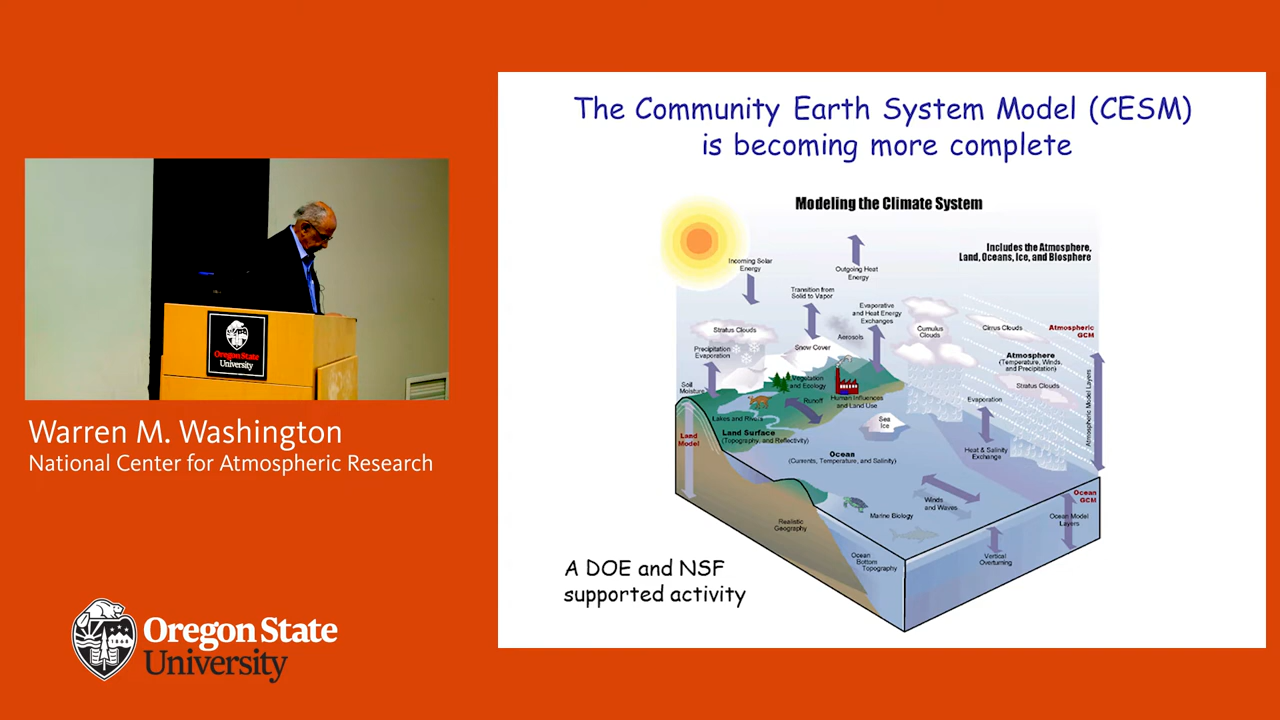 The Community Earth System Model (CESM)
is becoming more complete
Modeling the Climate System
Includes the Atmosphere,
Land, Oceans, Ice, and Biosphere
Incoming Solar
Energy
Outgoing Heat
Energy
Transition from
Solid to Vapor
Evaporative
and Heat Energy
Exchanges
Stratus Clouds
Aerosols
Cumulus
Clouds
Cirrus Clouds
Atmospheric
GCM
Precipitation
Evaporation
Snow Cover
Atmosphere
(Temperature, Winds,
and Precipitation)
Soil
Moisture
Vegetation
and Ecology
Stratus Clouds
Atmospheric Model Layers
Runoff
Human Influences
and Land Use
Evaporation
Lakes and Rivers
Sea
Ice
Land
Model
Land Surface
(Topography, and Reflectivity)
Ocean
(Currents, Temperature, and Salinity)
Heat & Salinity
Exchange
Ocean
GCM
Winds
and Waves
Marine Biology
Ocean Model
Layers
Realistic
Geography
Ocean
Bottom
Topography
Vertical
Overturning
A DOE and NSF
supported activity
Oregon State
University
Warren M. Washington
National Center for Atmospheric Research
Oregon State
University